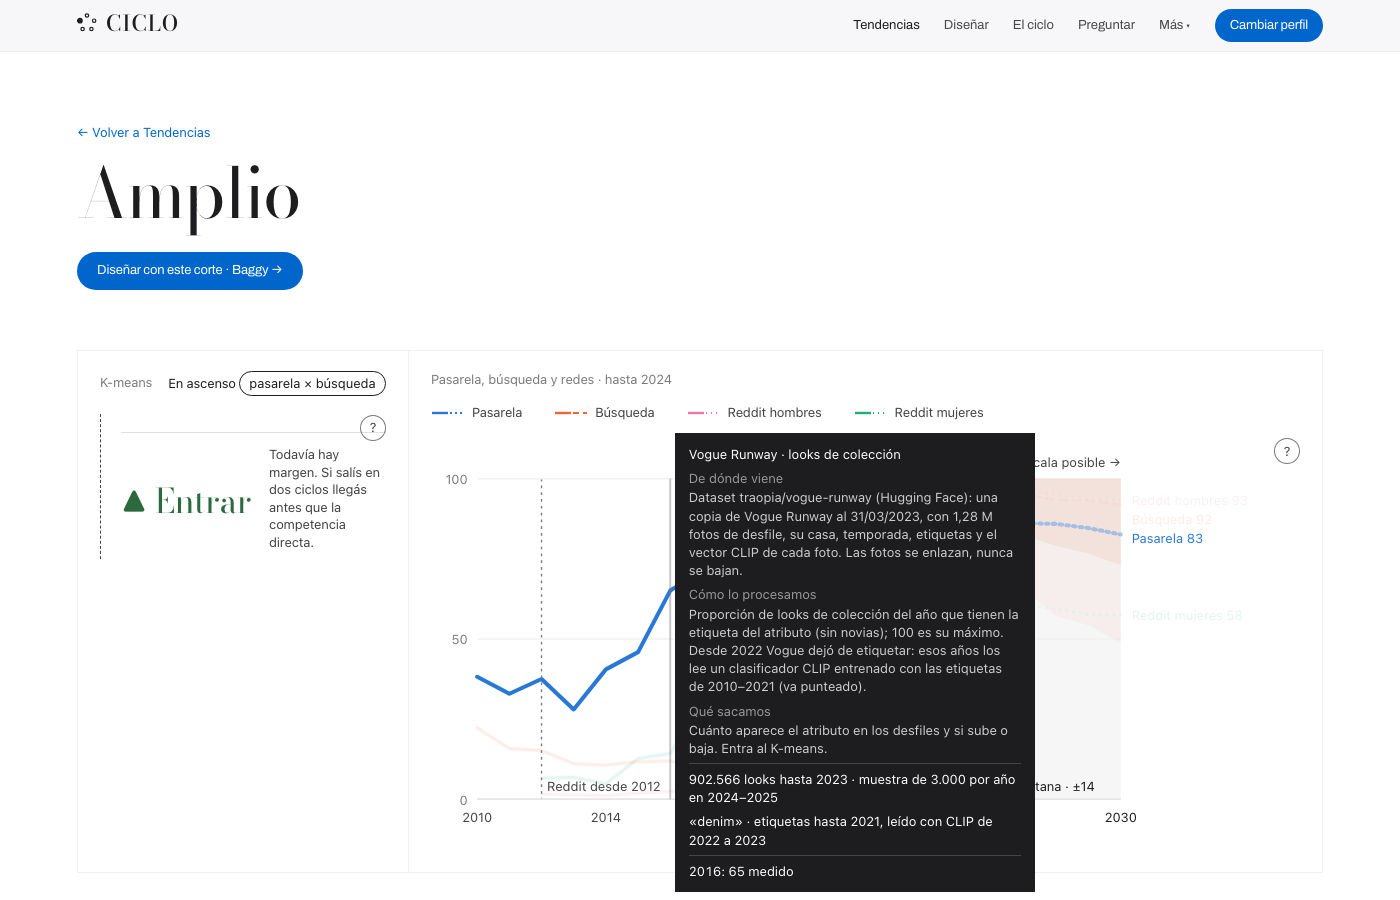 CICLO
Tendencias
Diseñar
El ciclo
Preguntar
Más
Cambiar perfil
← Volver a Tendencias
Amplio
Diseñar con este corte · Baggy →
K-means
En ascenso
pasarela × búsqueda
?
Entrar
Todavía hay
margen. Si salís en
dos ciclos llegás
antes que la
competencia
directa.
Pasarela, búsqueda y redes · hasta 2024
Pasarela
Búsqueda
Reddit hombres
Reddit mujeres
?
cala posible →
100
50
0
Reddit hombres 93
Búsqueda 92
Pasarela 83
Reddit mujeres 58
Reddit desde 2012
tana · ±14
2010
2014
2030
Vogue Runway · looks de colección
De dónde viene
Dataset traopia/vogue-runway (Hugging Face): una
copia de Vogue Runway al 31/03/2023, con 1,28 M
fotos de desfile, su casa, temporada, etiquetas y el
vector CLIP de cada foto. Las fotos se enlazan, nunca
se bajan.
Cómo lo procesamos
Proporción de looks de colección del año que tienen la
etiqueta del atributo (sin novias); 100 es su máximo.
Desde 2022 Vogue dejó de etiquetar: esos años los
lee un clasificador CLIP entrenado con las etiquetas
de 2010–2021 (va punteado).
Qué sacamos
Cuánto aparece el atributo en los desfiles y si sube o
baja. Entra al K-means.
902.566 looks hasta 2023 · muestra de 3.000 por año
en 2024–2025
«denim» · etiquetas hasta 2021, leído con CLIP de
2022 a 2023
2016: 65 medido